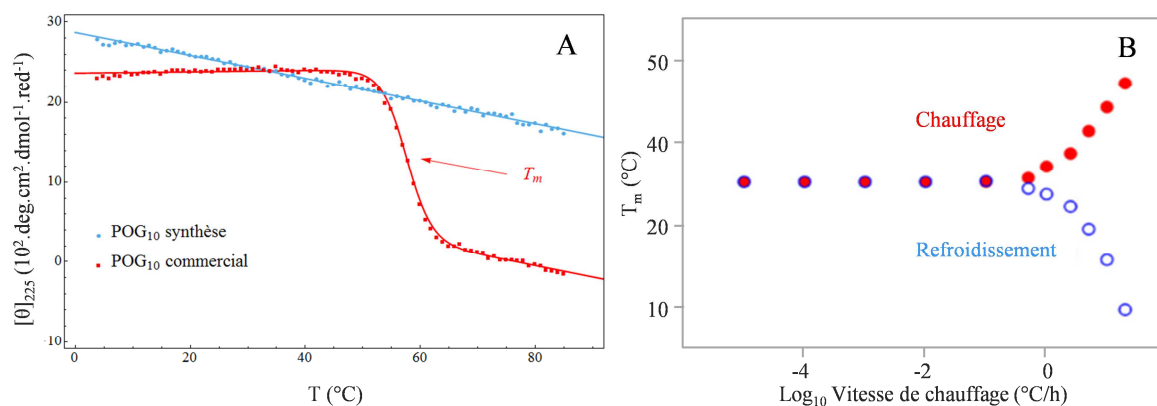 A
30
20
10
0
-10
[θ]₂₂₅ (10².deg.cm².dmol⁻¹.red⁻¹)
Tₘ
POG₁₀ synthèse
POG₁₀ commercial
0 20 40 60 80
T (°C)
B
50
40
20
10
Tₘ (°C)
Chauffage
Refroidissement
-4 -2 0
Log₁₀ Vitesse de chauffage (°C/h)